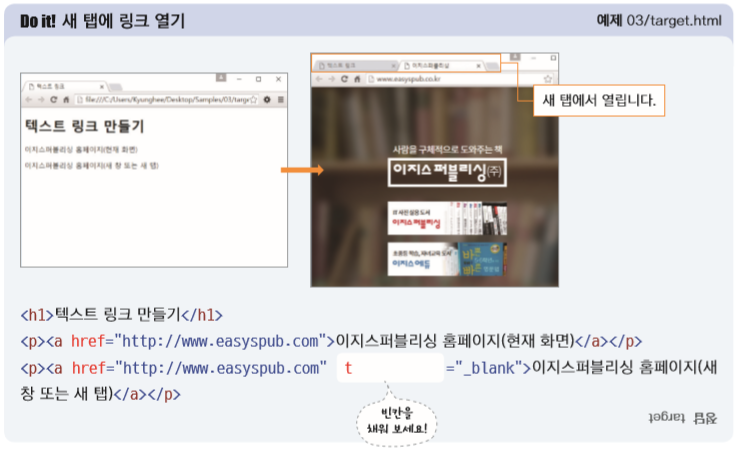 Do it! 새 탭에 링크 열기
예제 03/target.html
텍스트 링크
file:///C:/Users/Kyunghee/Desktop/Samples/03/targe
텍스트 링크 만들기
이지스퍼블리싱 홈페이지(현재 화면)
이지스퍼블리싱 홈페이지(새 창 또는 새 탭)
텍스트 링크
이지스퍼블리싱
www.easyspub.co.kr
새 탭에서 열립니다.
사람을 구체적으로 도와주는 책
이지스퍼블리싱(주)
이지스퍼블리싱
이지스에듀
바쁜
<h1>텍스트 링크 만들기</h1>
<p><a href="http://www.easyspub.com">이지스퍼블리싱 홈페이지(현재 화면)</a></p>
<p><a href="http://www.easyspub.com" t ="_blank">이지스퍼블리싱 홈페이지(새
창 또는 새 탭)</a></p>
빈칸을
채워 보세요!
정답 target